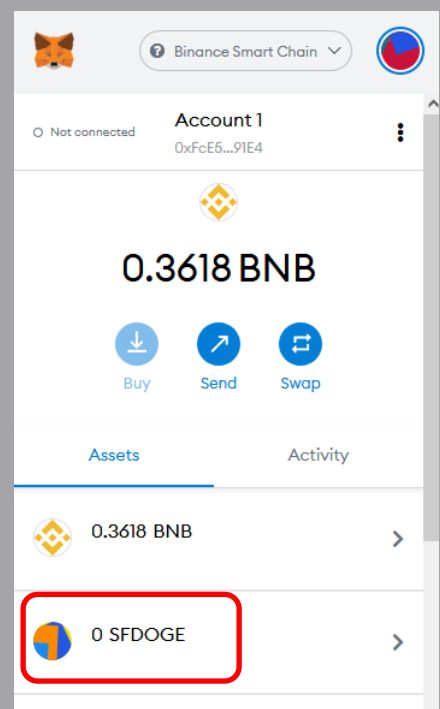 Binance Smart Chain
Not connected
Account 1
0xFcE5...91E4
0.3618 BNB
Buy Send Swap
Assets Activity
0.3618 BNB
0 SFDOGE